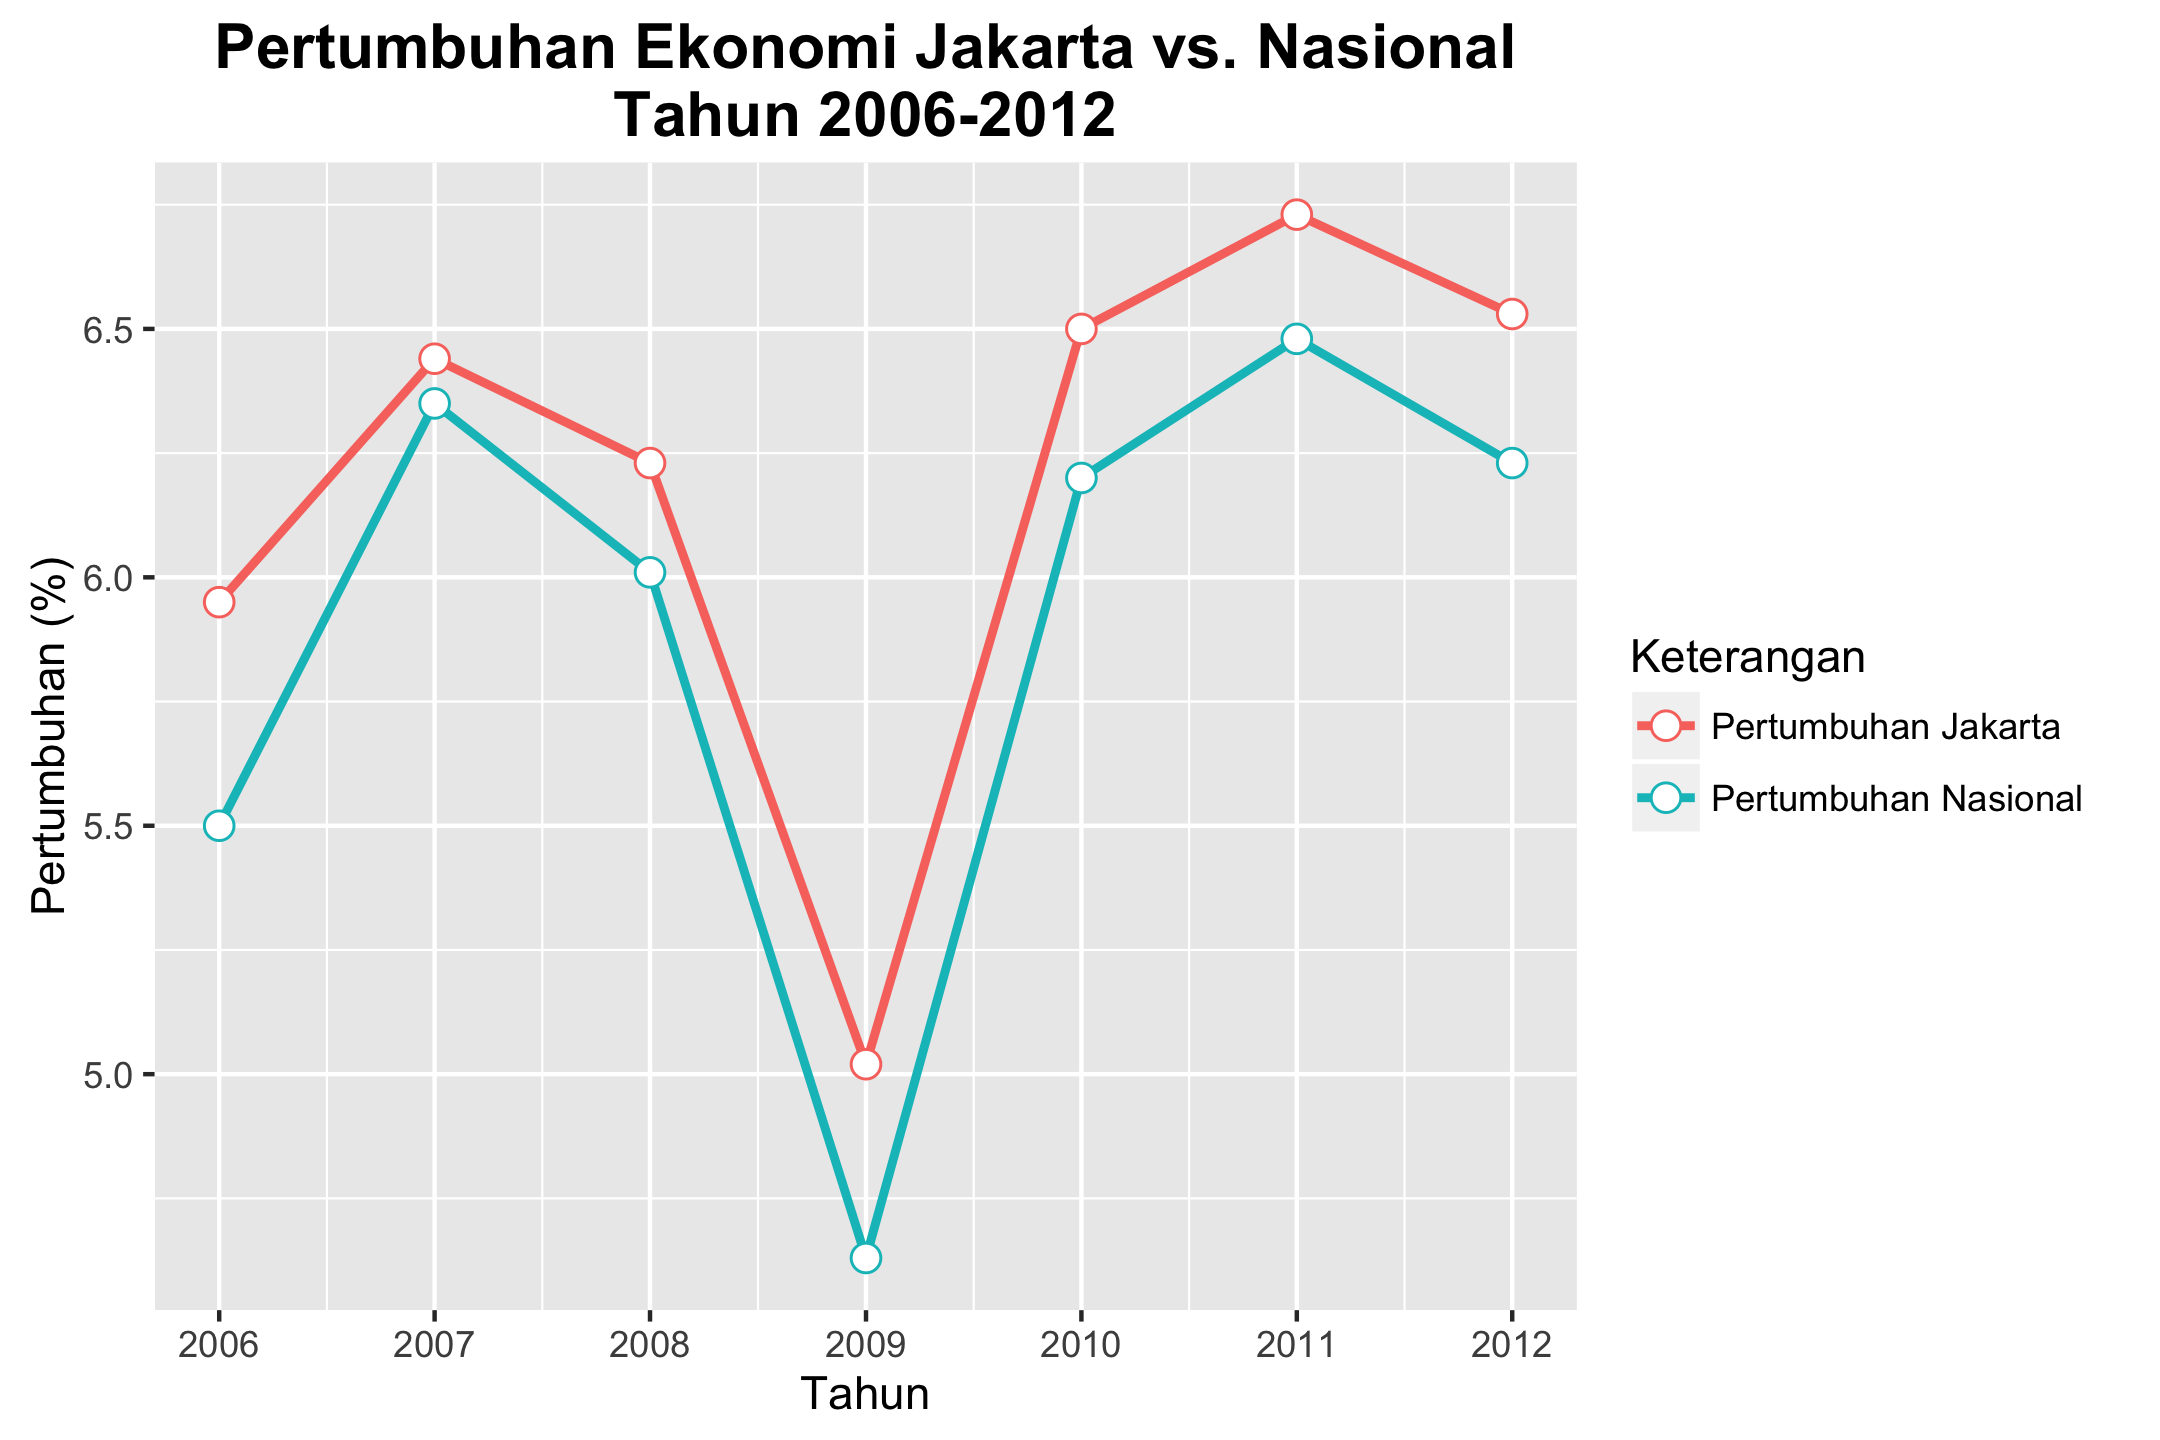 Pertumbuhan Ekonomi Jakarta vs. Nasional
Tahun 2006-2012
Pertumbuhan (%)
6.5
6.0
5.5
5.0
2006 2007 2008 2009 2010 2011 2012
Tahun
Keterangan
Pertumbuhan Jakarta
Pertumbuhan Nasional